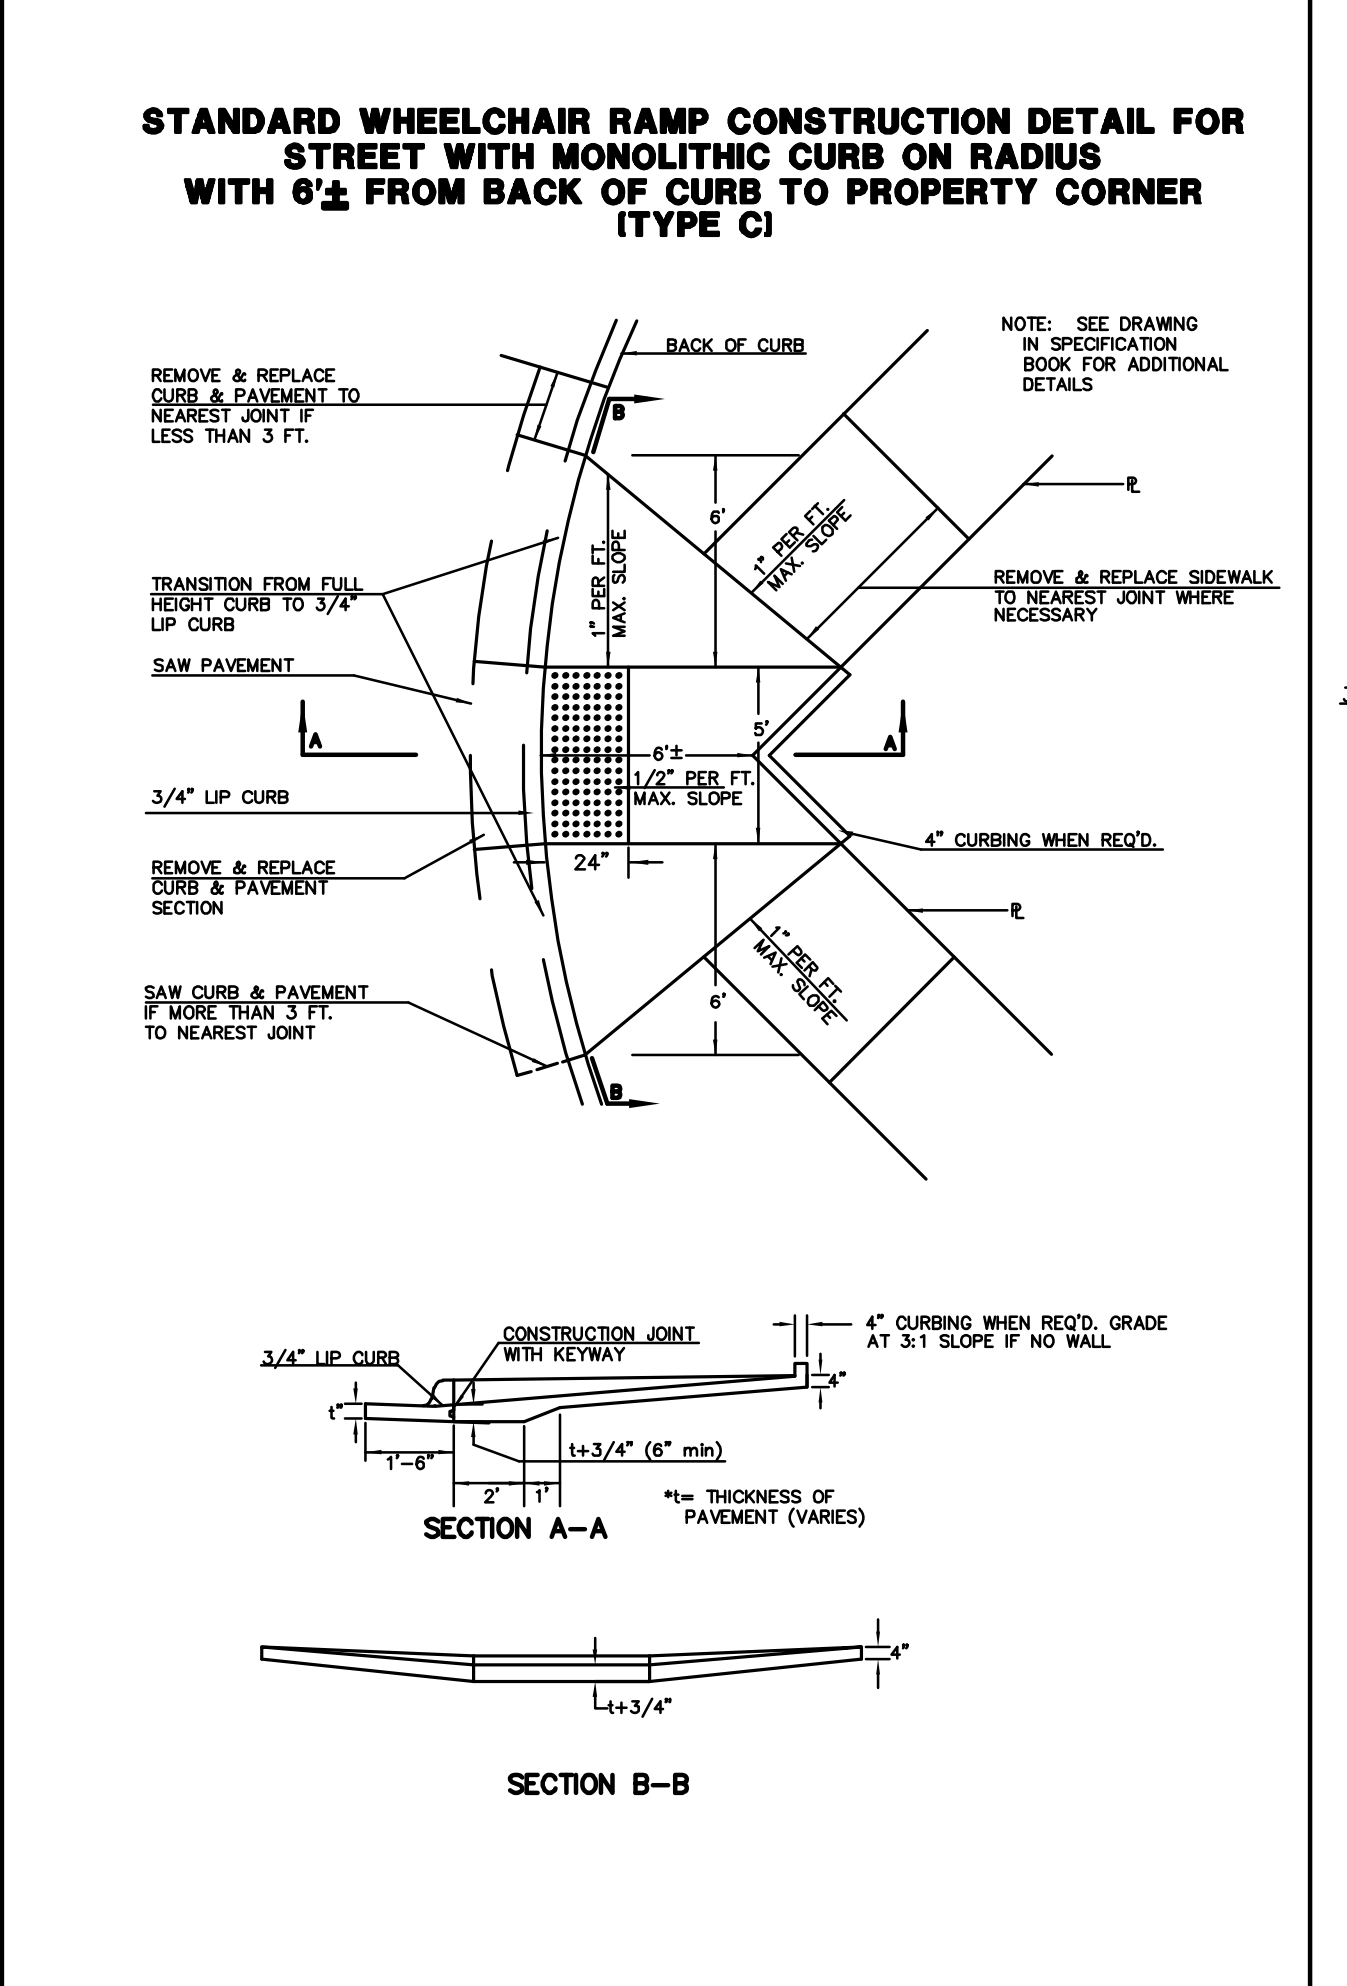 STANDARD WHEELCHAIR RAMP CONSTRUCTION DETAIL FOR
STREET WITH MONOLITHIC CURB ON RADIUS
WITH 6'± FROM BACK OF CURB TO PROPERTY CORNER
(TYPE C)
NOTE: SEE DRAWING
IN SPECIFICATION
BOOK FOR ADDITIONAL
DETAILS
BACK OF CURB
REMOVE & REPLACE
CURB & PAVEMENT TO
NEAREST JOINT IF
LESS THAN 3 FT.
B
℄
6'
1" PER FT.
MAX. SLOPE
1" PER FT.
MAX. SLOPE
TRANSITION FROM FULL
HEIGHT CURB TO 3/4"
LIP CURB
REMOVE & REPLACE SIDEWALK
TO NEAREST JOINT WHERE
NECESSARY
SAW PAVEMENT
A
A
5'
6'±
1/2" PER FT.
MAX. SLOPE
3/4" LIP CURB
4" CURBING WHEN REQ'D.
24"
REMOVE & REPLACE
CURB & PAVEMENT
SECTION
℄
1" PER FT.
MAX. SLOPE
SAW CURB & PAVEMENT
IF MORE THAN 3 FT.
TO NEAREST JOINT
6'
B
4" CURBING WHEN REQ'D. GRADE
AT 3:1 SLOPE IF NO WALL
CONSTRUCTION JOINT
WITH KEYWAY
3/4" LIP CURB
4"
t"
t+3/4" (6" min)
1'-6"
2'
1'
*t= THICKNESS OF
PAVEMENT (VARIES)
SECTION A-A
4"
t+3/4"
SECTION B-B